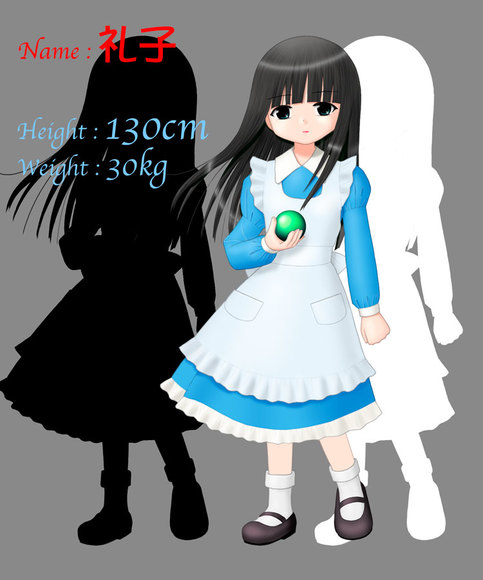 Name : 礼子
Height : 130cm
Weight : 30kg